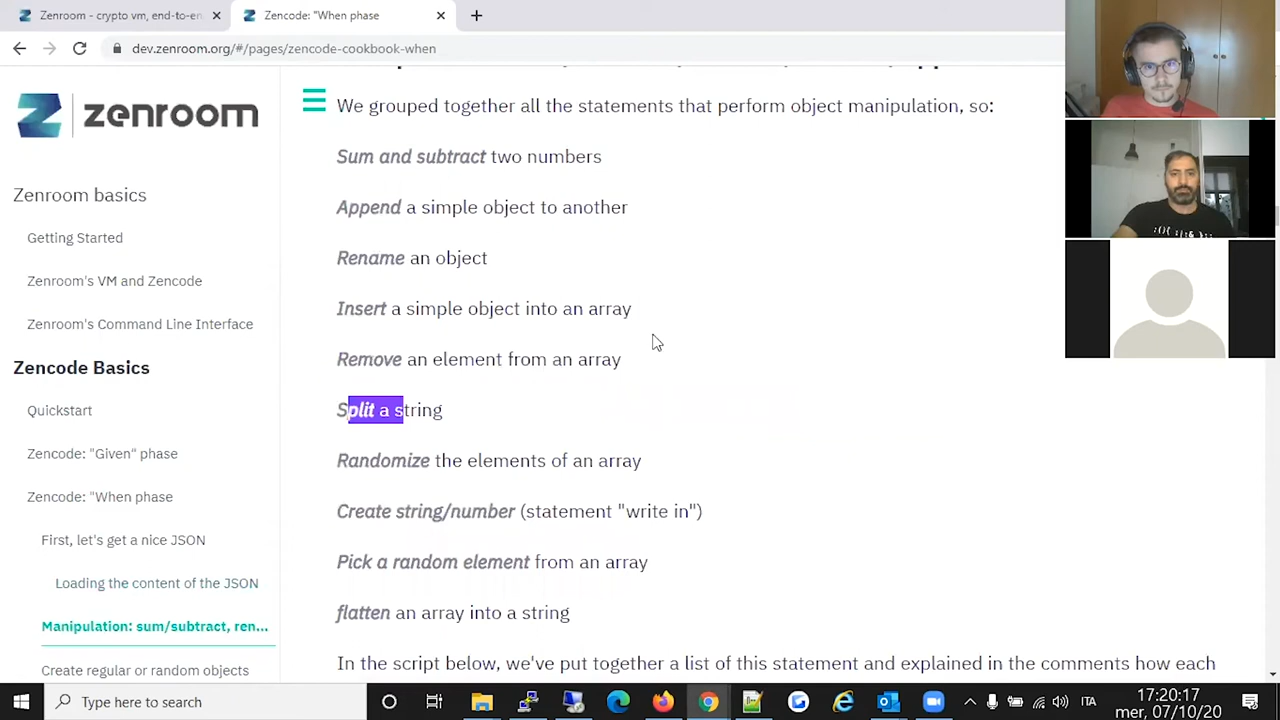 Zenroom - crypto vm, end-to-en
Zencode: "When phase
dev.zenroom.org/#/pages/zencode-cookbook-when
zenroom
Zenroom basics
Getting Started
Zenroom's VM and Zencode
Zenroom's Command Line Interface
Zencode Basics
Quickstart
Zencode: "Given" phase
Zencode: "When phase
First, let's get a nice JSON
Loading the content of the JSON
Manipulation: sum/subtract, ren...
Create regular or random objects
We grouped together all the statements that perform object manipulation, so:
Sum and subtract two numbers
Append a simple object to another
Rename an object
Insert a simple object into an array
Remove an element from an array
Split a string
Randomize the elements of an array
Create string/number (statement "write in")
Pick a random element from an array
flatten an array into a string
In the script below, we've put together a list of this statement and explained in the comments how each
Type here to search
ITA
17:20:17
mer, 07/10/20